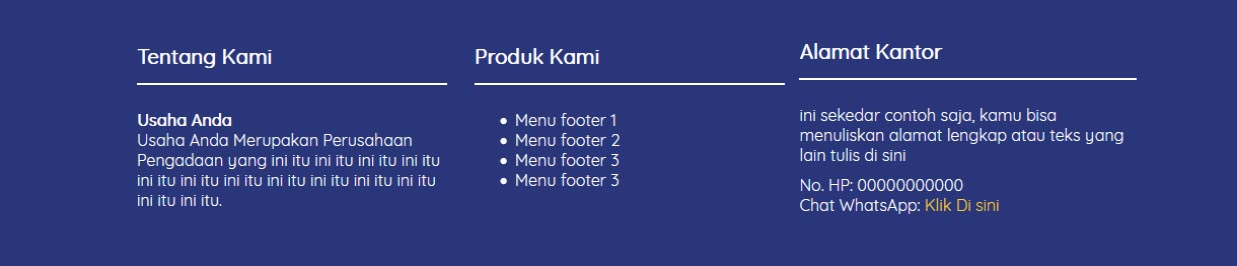 Tentang Kami
Usaha Anda
Usaha Anda Merupakan Perusahaan
Pengadaan yang ini itu ini itu ini itu ini itu
ini itu ini itu ini itu ini itu ini itu ini itu ini itu
ini itu ini itu.
Produk Kami
Menu footer 1
Menu footer 2
Menu footer 3
Menu footer 3
Alamat Kantor
ini sekedar contoh saja, kamu bisa
menuliskan alamat lengkap atau teks yang
lain tulis di sini
No. HP: 00000000000
Chat WhatsApp: Klik Di sini